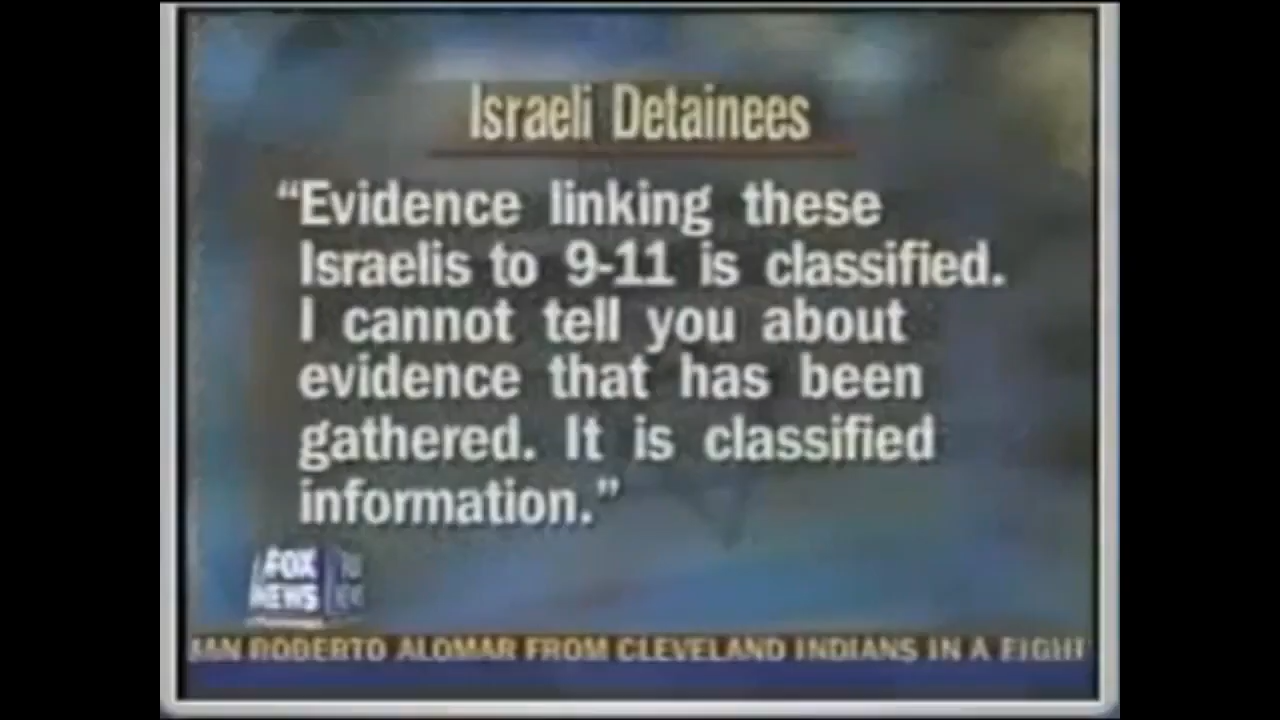 Israeli Detainees
“Evidence linking these
Israelis to 9-11 is classified.
I cannot tell you about
evidence that has been
gathered. It is classified
information.”
FOX
NEWS
ROBERTO ALOMAR FROM CLEVELAND INDIANS IN A